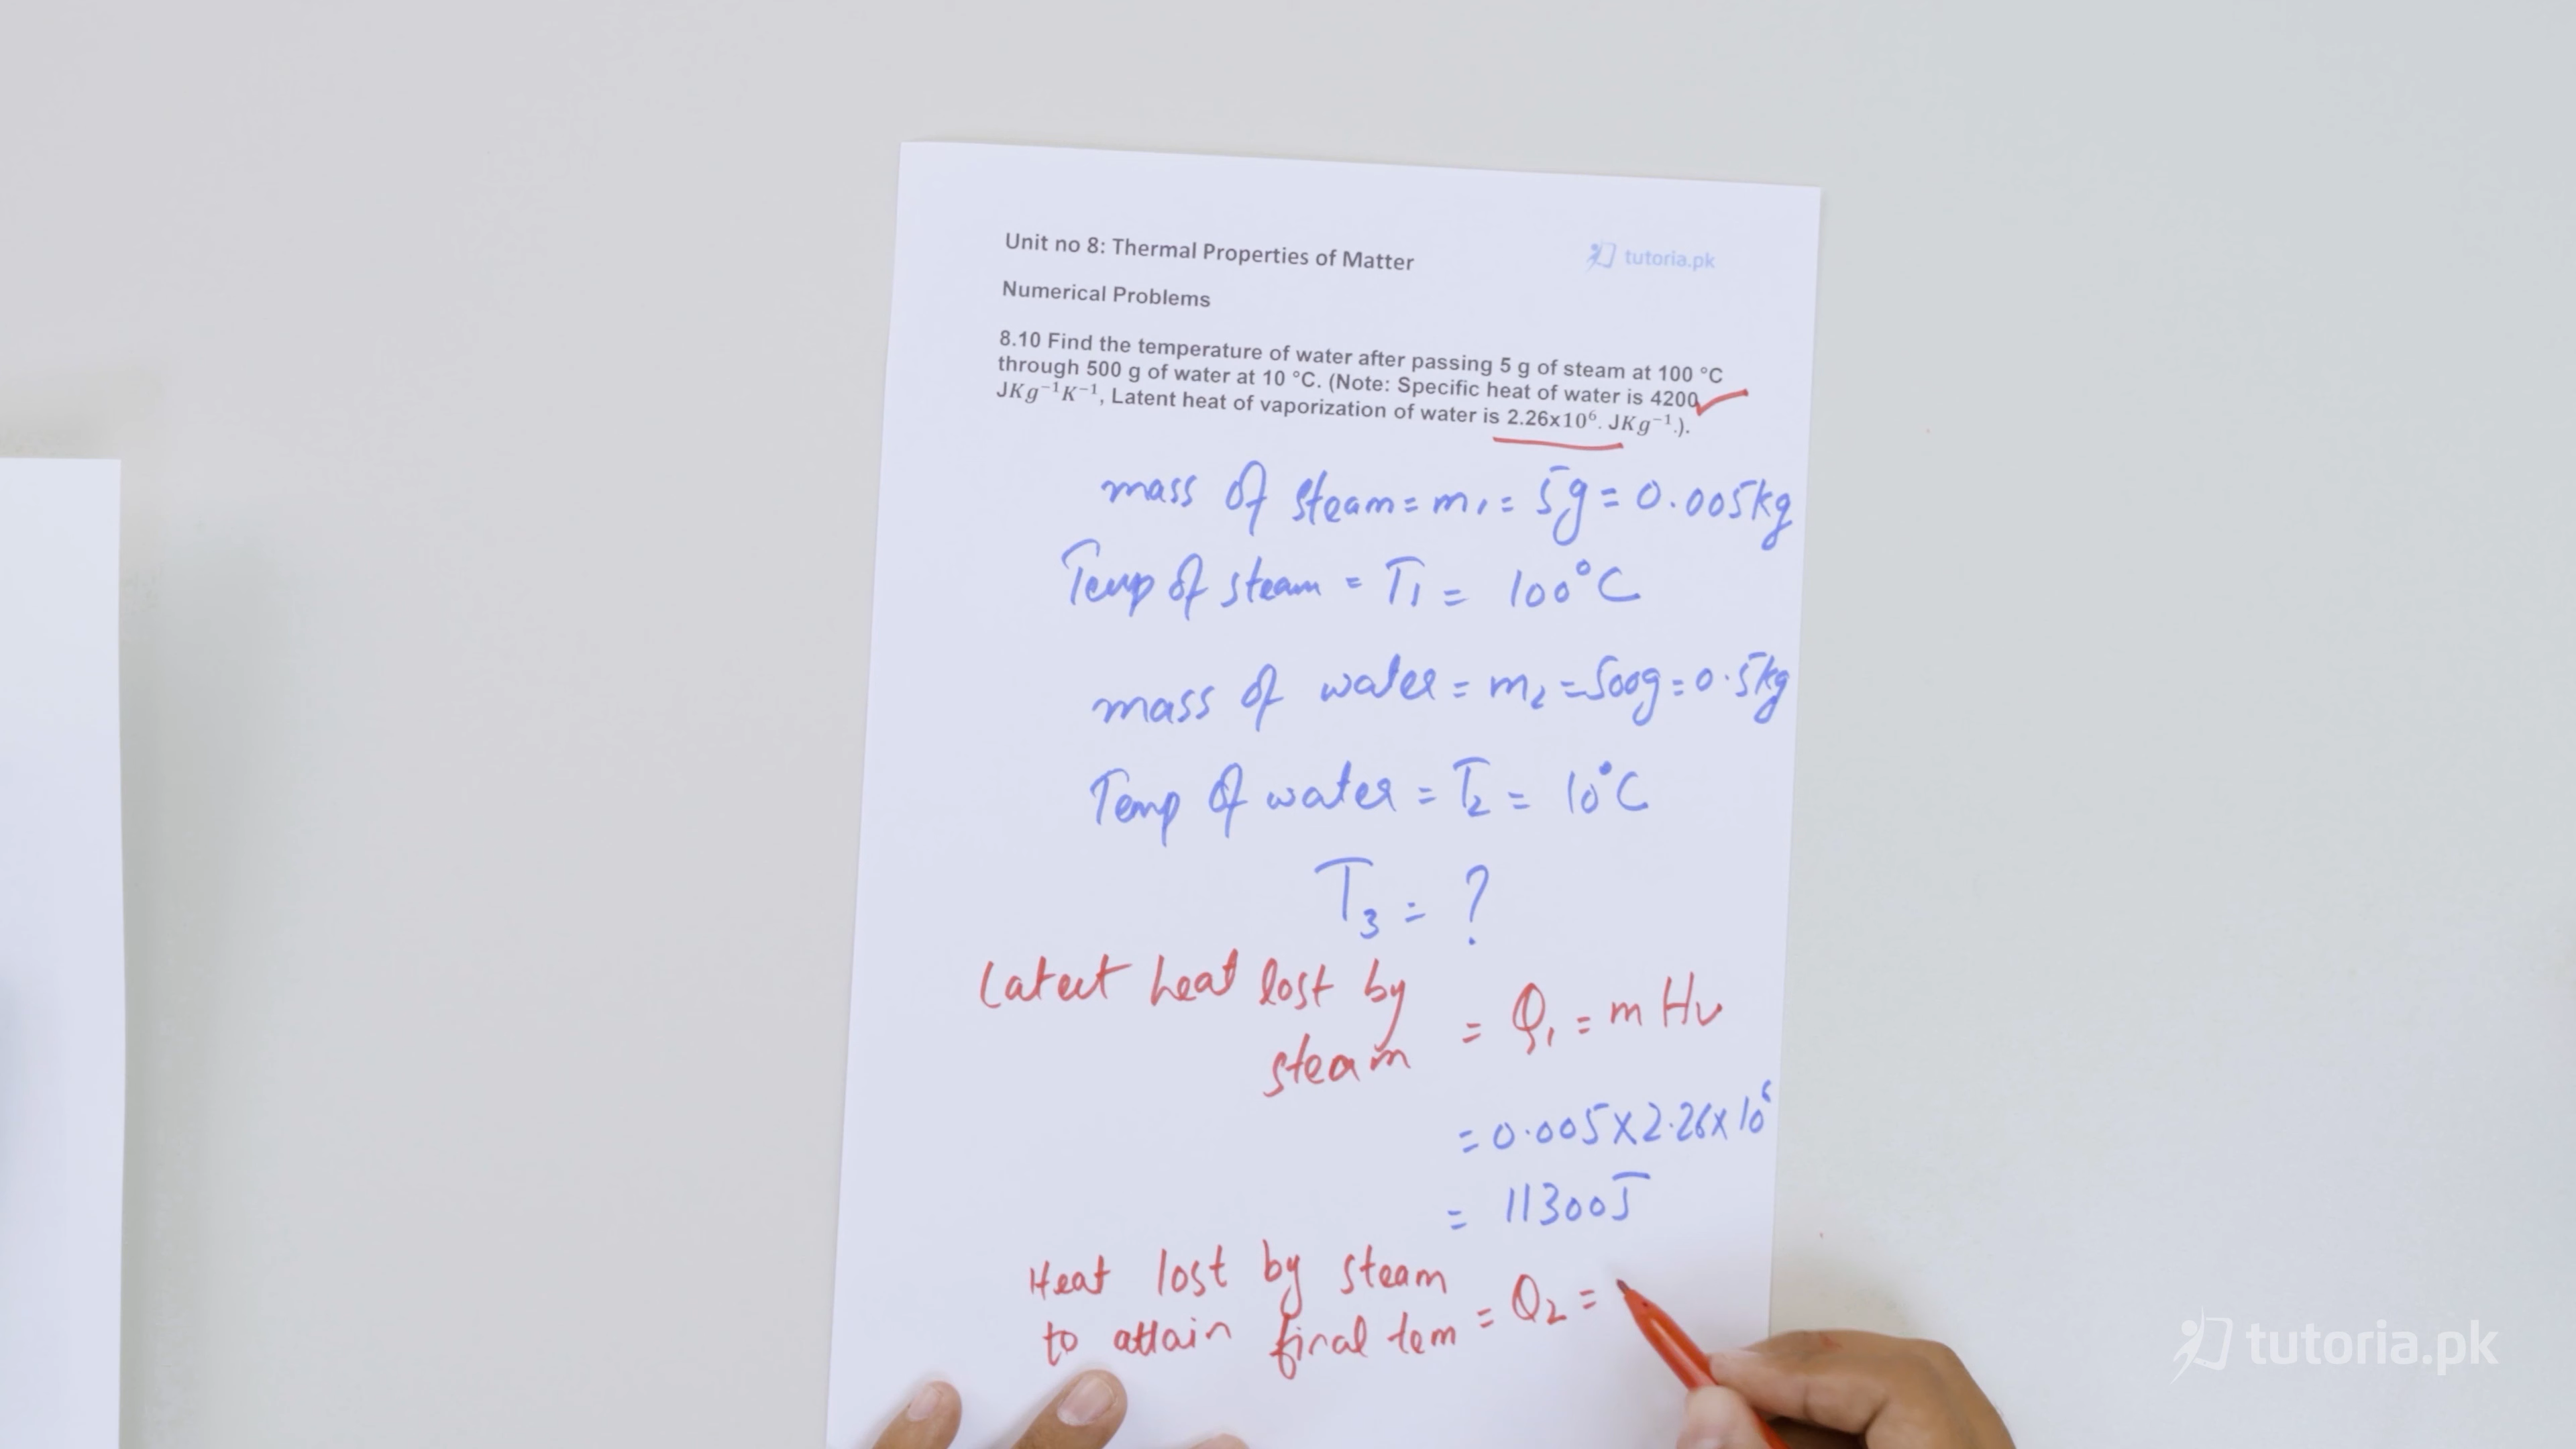 Unit no 8: Thermal Properties of Matter
tutoria.pk
Numerical Problems
8.10 Find the temperature of water after passing 5 g of steam at 100 °C
through 500 g of water at 10 °C. (Note: Specific heat of water is 4200
JKg⁻¹K⁻¹, Latent heat of vaporization of water is 2.26x10⁶. JKg⁻¹.).
mass of steam = m₁ = 5g = 0.005kg
Temp of steam = T₁ = 100°C
mass of water = m₂ = 500g = 0.5kg
Temp of water = T₂ = 10°C
T₃ = ?
Latent heat lost by
steam = Q₁ = m Hv
= 0.005 X 2.26 x 10⁶
= 11300J
Heat lost by steam
to attain final tem = Q₂ =
tutoria.pk